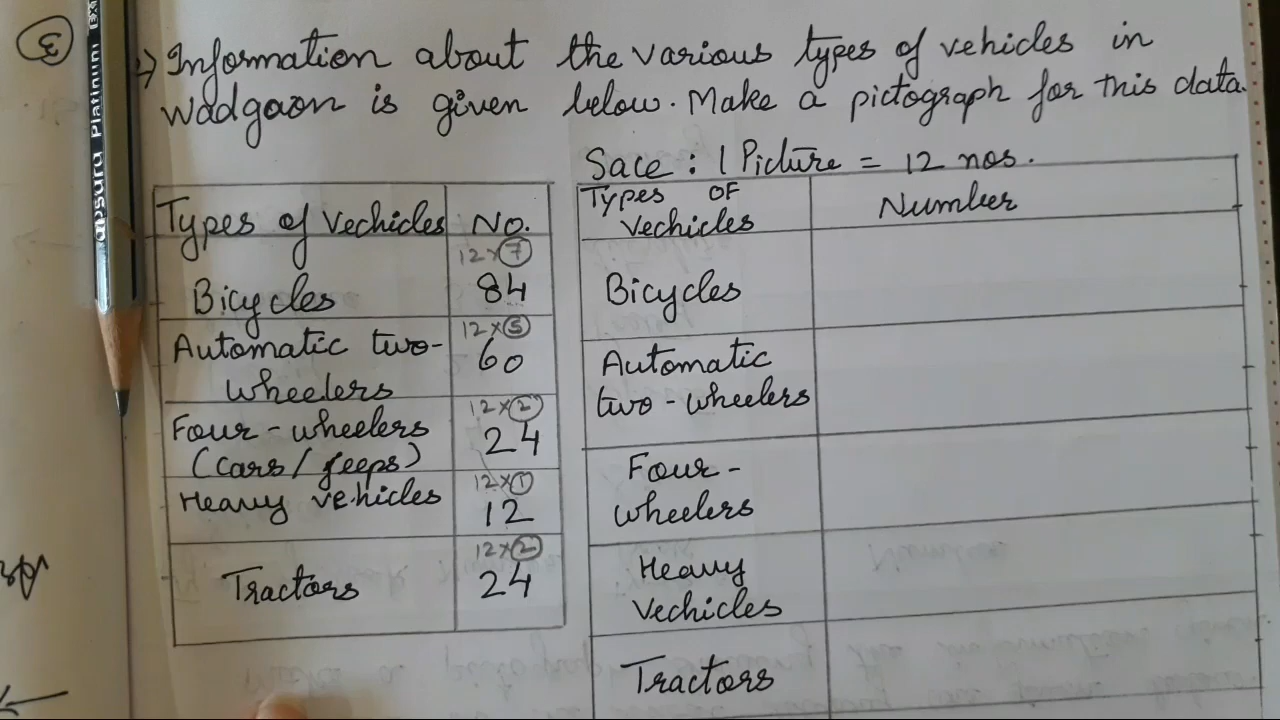 3
1) Information about the various types of vehicles in
Wadgaon is given below. Make a pictograph for this data.
Sace : 1 Picture = 12 nos.
Types of Vechicles No.
12×7
Bicycles 84
12×5
Automatic two- 60
wheelers
12×2
Four-wheelers 24
(cars/jeeps)
12×1
Heavy vehicles 12
12×2
Tractors 24
Types OF Number
Vechicles
Bicycles
Automatic
two-wheelers
Four-
wheelers
Heavy
Vechicles
Tractors
apsara Platinum